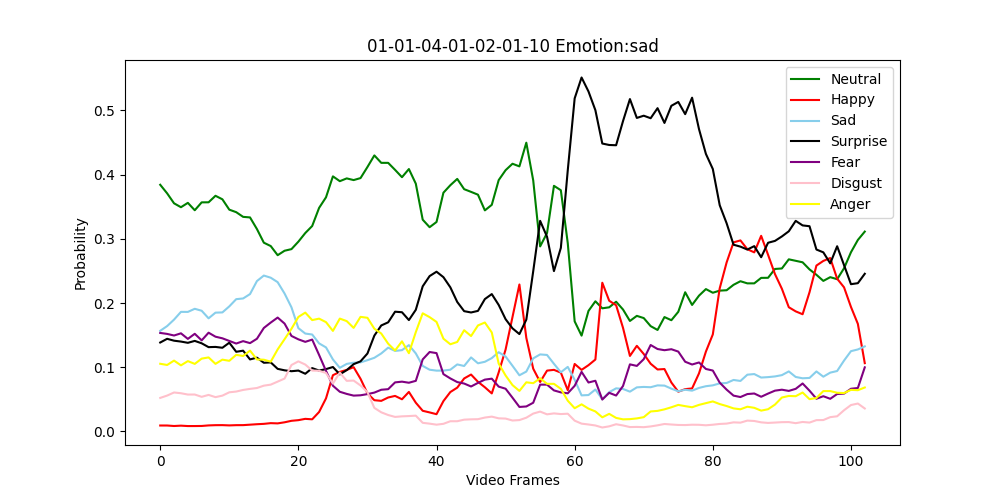 01-01-04-01-02-01-10 Emotion:sad
Probability
0.5
0.4
0.3
0.2
0.1
0.0
0 20 40 60 80 100
Video Frames
Neutral
Happy
Sad
Surprise
Fear
Disgust
Anger